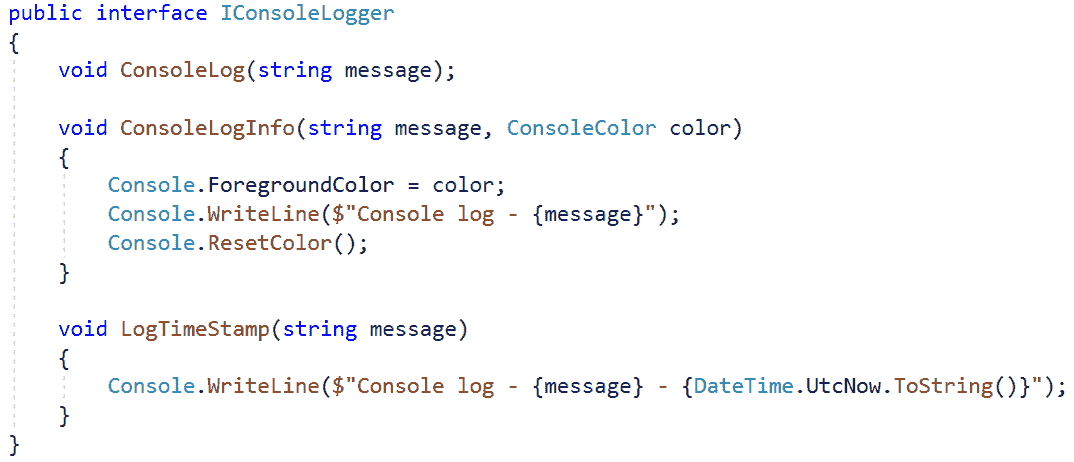 public interface IConsoleLogger
{
    void ConsoleLog(string message);

    void ConsoleLogInfo(string message, ConsoleColor color)
    {
        Console.ForegroundColor = color;
        Console.WriteLine($"Console log - {message}");
        Console.ResetColor();
    }

    void LogTimeStamp(string message)
    {
        Console.WriteLine($"Console log - {message} - {DateTime.UtcNow.ToString()}");
    }
}